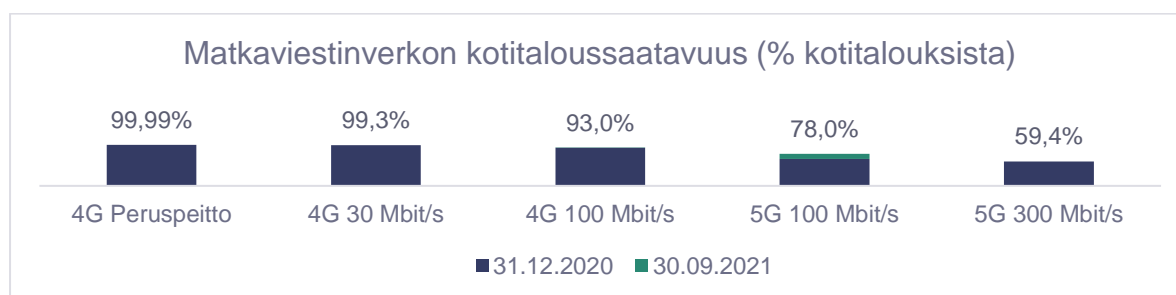 Matkaviestinverkon kotitaloussaatavuus (% kotitalouksista)
99,99% 99,3% 93,0% 78,0% 59,4%
4G Peruspeitto 4G 30 Mbit/s 4G 100 Mbit/s 5G 100 Mbit/s 5G 300 Mbit/s
31.12.2020 30.09.2021